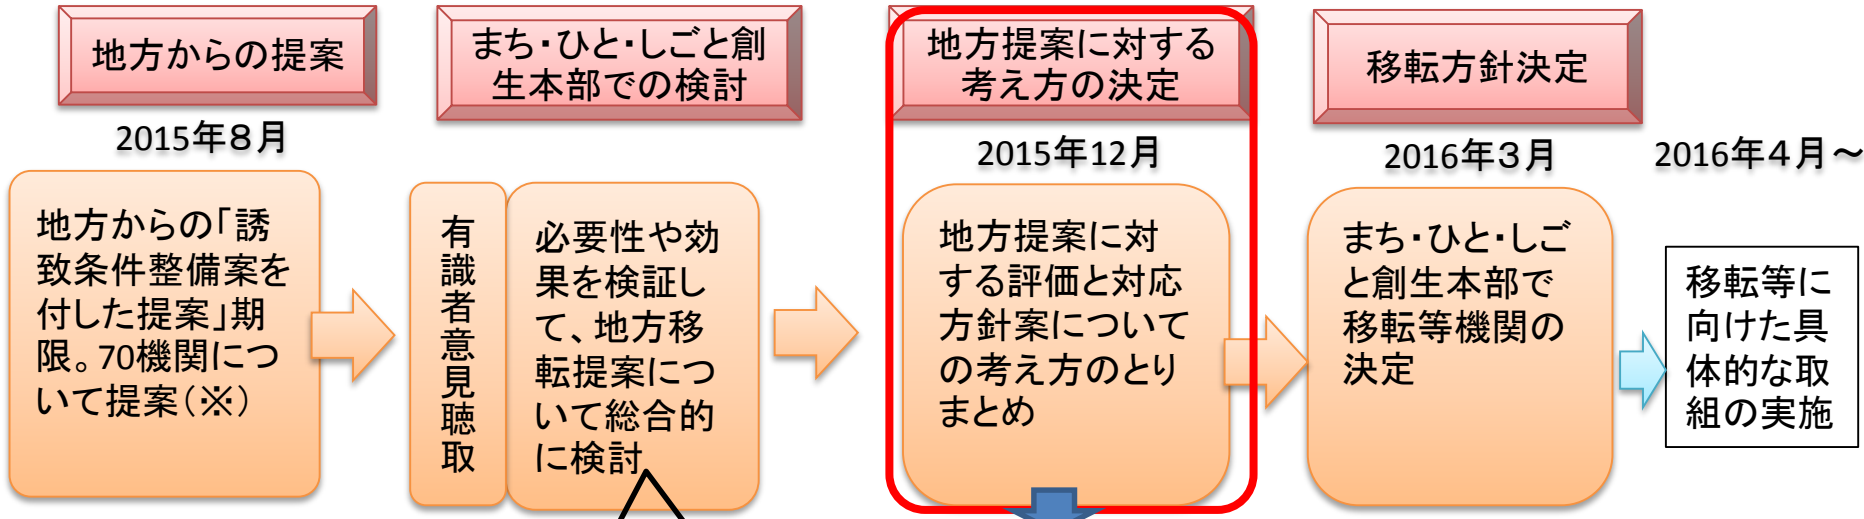 地方からの提案
2015年８月
地方からの「誘
致条件整備案を
付した提案」期
限。70機関につ
いて提案（※）
まち・ひと・しごと創
生本部での検討
有識者意見聴取
必要性や効
果を検証し
て、地方移
転提案につ
いて総合的
に検討
地方提案に対する
考え方の決定
2015年12月
地方提案に対
する評価と対応
方針案について
の考え方のとり
まとめ
移転方針決定
2016年３月
まち・ひと・しご
と創生本部で
移転等機関の
決定
2016年４月～
移転等に
向けた具
体的な取
組の実施